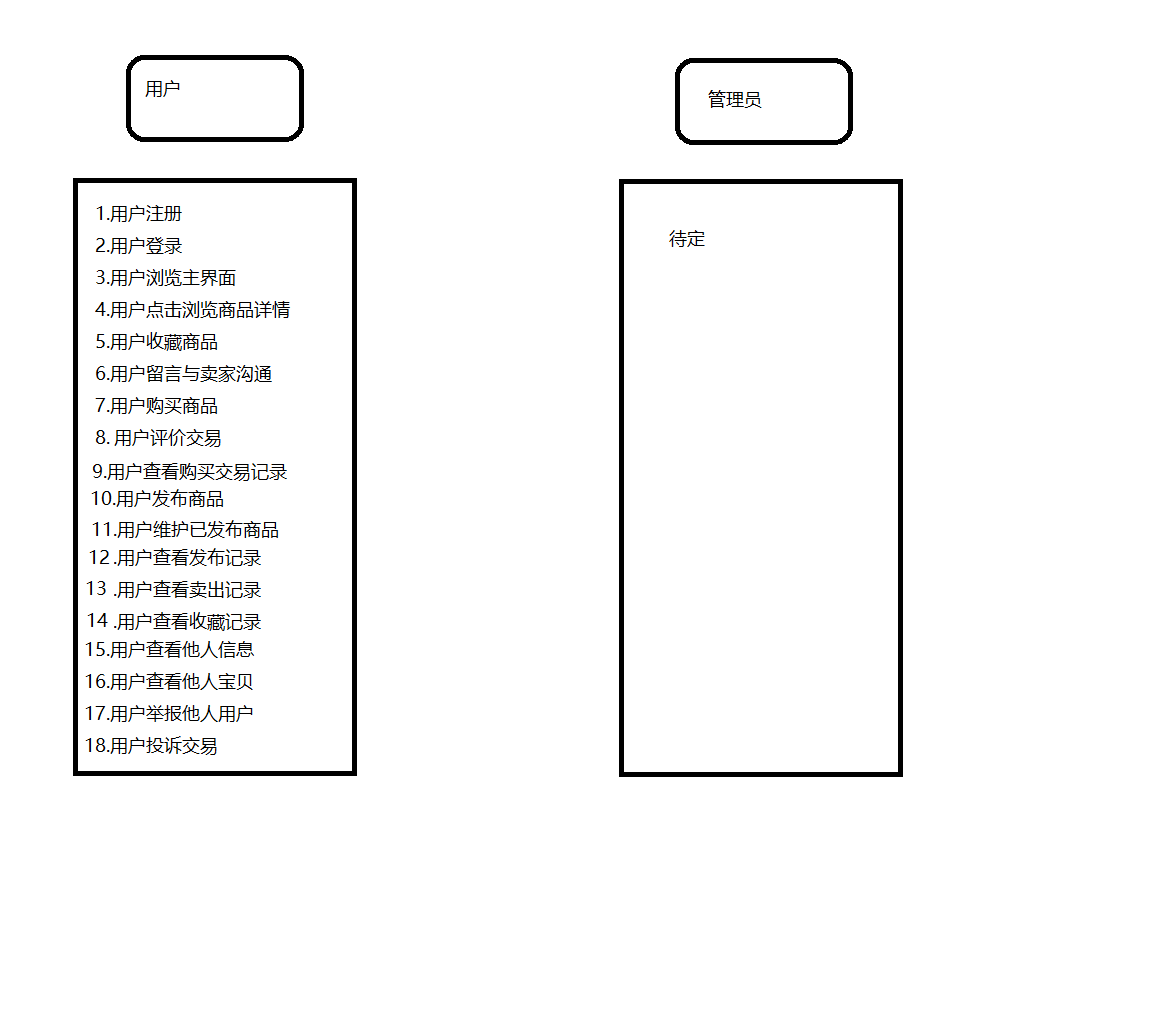 用户
1.用户注册
2.用户登录
3.用户浏览主界面
4.用户点击浏览商品详情
5.用户收藏商品
6.用户留言与卖家沟通
7.用户购买商品
8. 用户评价交易
9.用户查看购买交易记录
10.用户发布商品
11.用户维护已发布商品
12 .用户查看发布记录
13 .用户查看卖出记录
14 .用户查看收藏记录
15.用户查看他人信息
16.用户查看他人宝贝
17.用户举报他人用户
18.用户投诉交易
管理员
待定